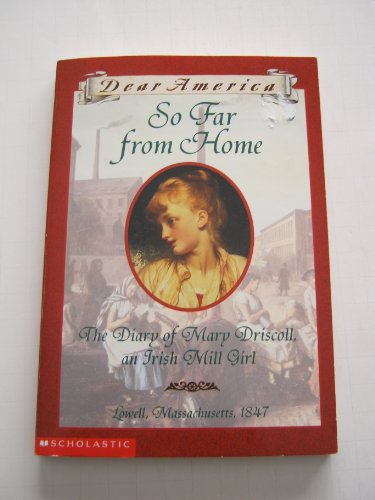 Dear America
So Far
from Home
The Diary of Mary Driscoll,
an Irish Mill Girl
Lowell, Massachusetts, 1847
SCHOLASTIC